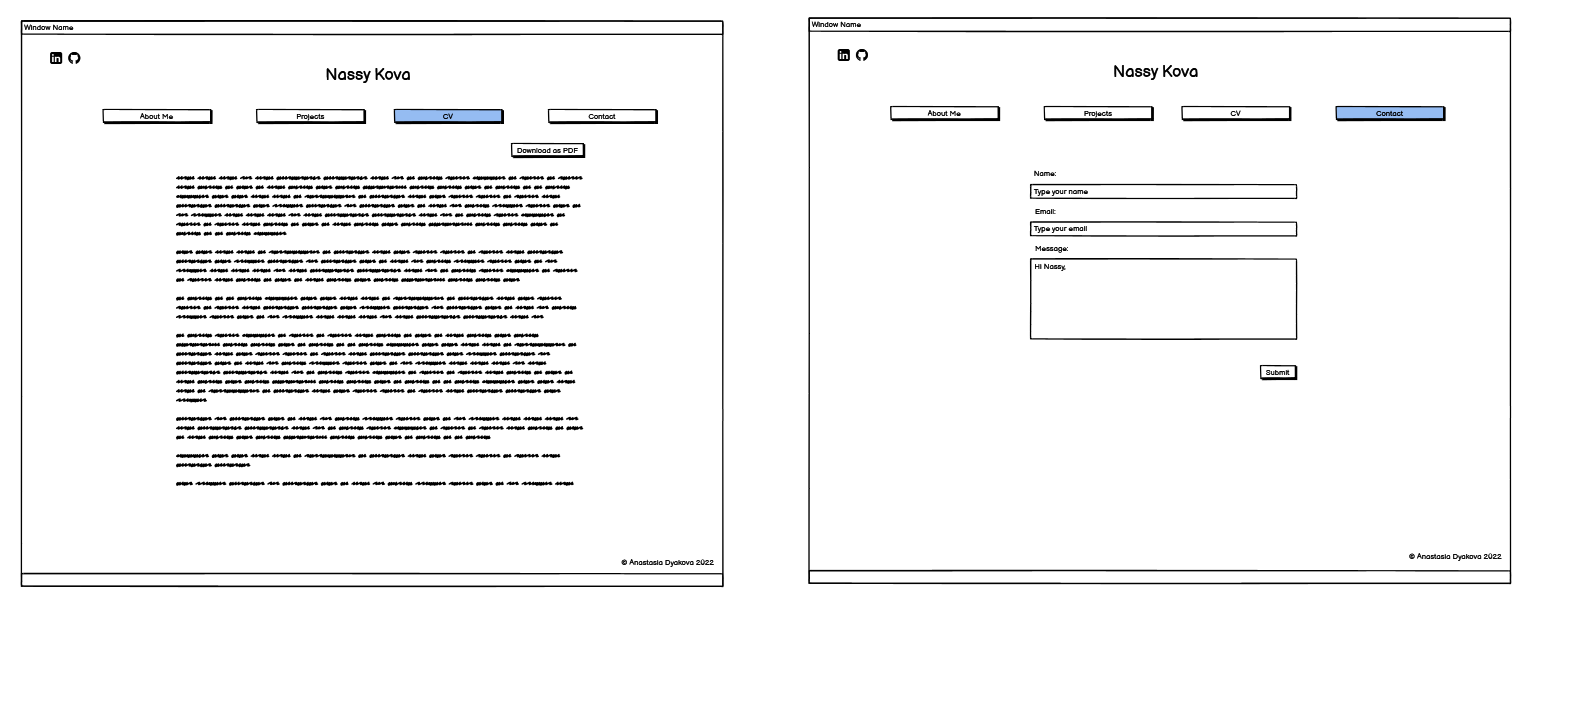 Window Name
Nassy Kova
About Me
Projects
CV
Contact
Download as PDF
© Anastasia Dyakova 2022
Window Name
Nassy Kova
About Me
Projects
CV
Contact
Name:
Type your name
Email:
Type your email
Message:
Hi Nassy,
Submit
© Anastasia Dyakova 2022